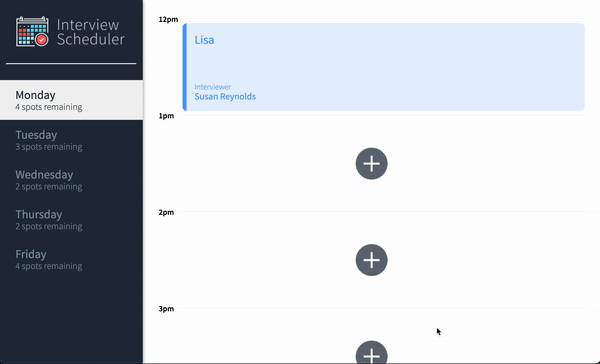 Interview
Scheduler
Monday
4 spots remaining
Tuesday
3 spots remaining
Wednesday
2 spots remaining
Thursday
2 spots remaining
Friday
4 spots remaining
12pm
Lisa
Interviewer
Susan Reynolds
1pm
2pm
3pm